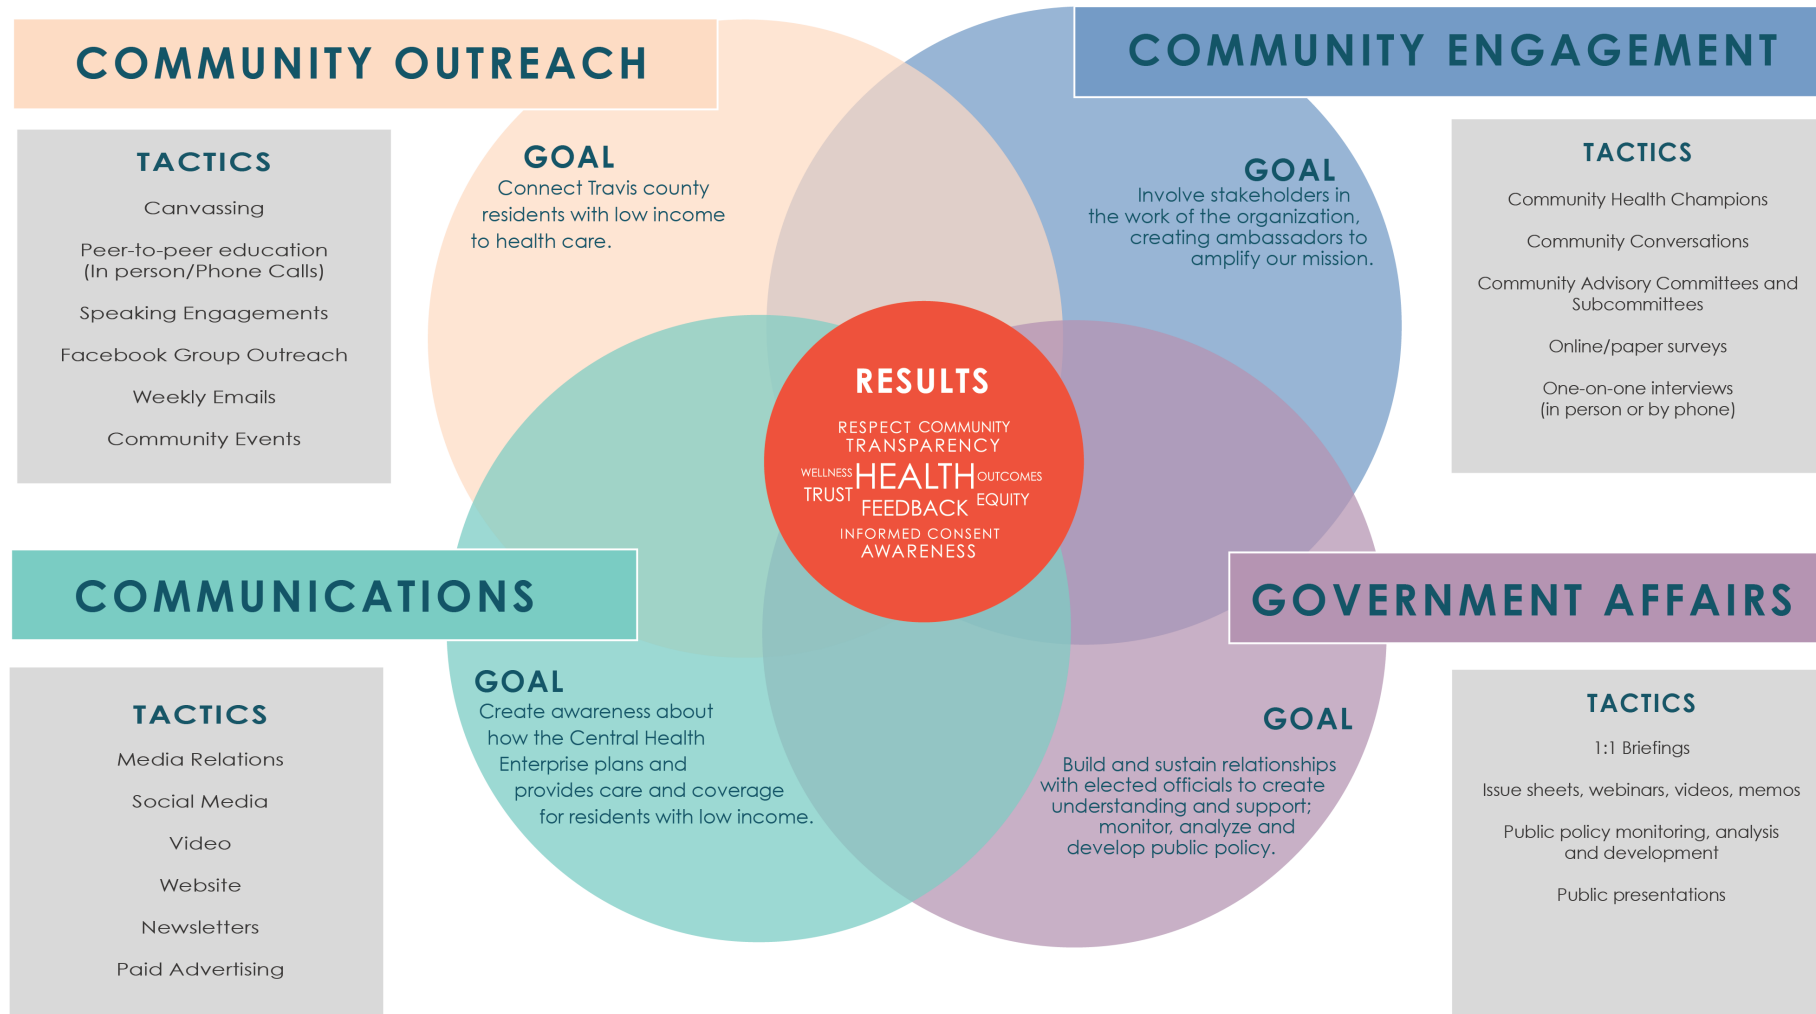 COMMUNITY OUTREACH
TACTICS
Canvassing
Peer-to-peer education
(In person/Phone Calls)
Speaking Engagements
Facebook Group Outreach
Weekly Emails
Community Events
GOAL
Connect Travis county
residents with low income
to health care.
COMMUNITY ENGAGEMENT
GOAL
Involve stakeholders in
the work of the organization,
creating ambassadors to
amplify our mission.
TACTICS
Community Health Champions
Community Conversations
Community Advisory Committees and
Subcommittees
Online/paper surveys
One-on-one interviews
(in person or by phone)
RESULTS
RESPECT COMMUNITY
TRANSPARENCY
WELLNESS HEALTH OUTCOMES
TRUST FEEDBACK EQUITY
INFORMED CONSENT
AWARENESS
COMMUNICATIONS
TACTICS
Media Relations
Social Media
Video
Website
Newsletters
Paid Advertising
GOAL
Create awareness about
how the Central Health
Enterprise plans and
provides care and coverage
for residents with low income.
GOVERNMENT AFFAIRS
GOAL
Build and sustain relationships
with elected officials to create
understanding and support;
monitor, analyze and
develop public policy.
TACTICS
1:1 Briefings
Issue sheets, webinars, videos, memos
Public policy monitoring, analysis
and development
Public presentations